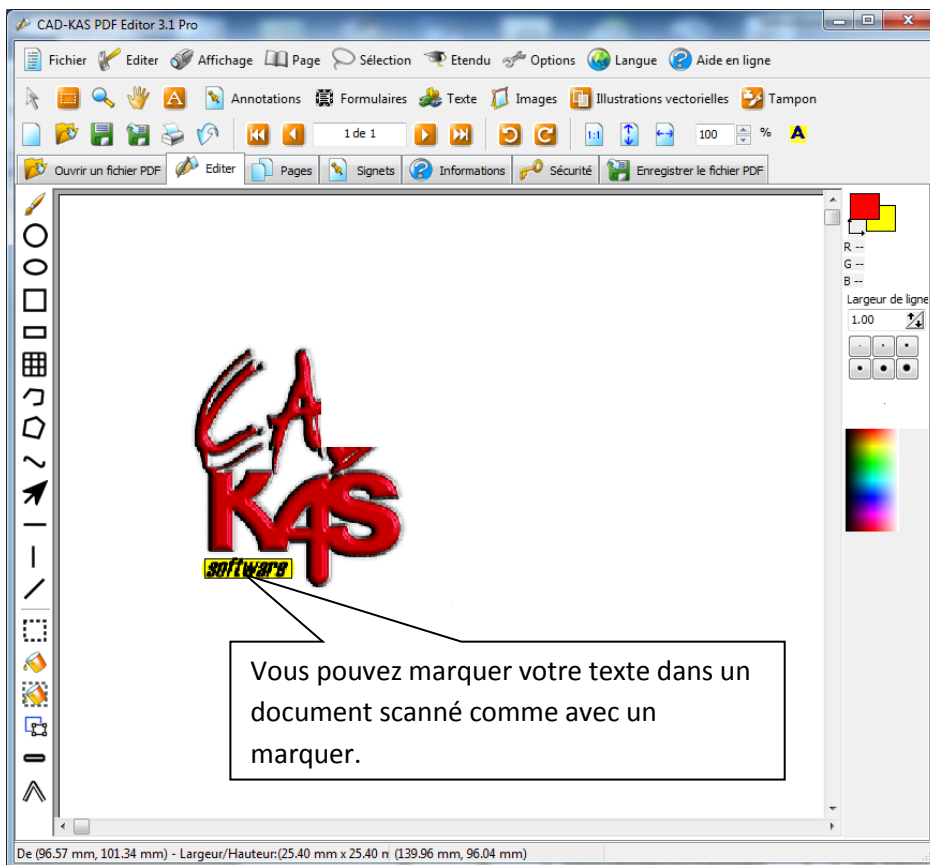 CAD-KAS PDF Editor 3.1 Pro
Fichier Editer Affichage Page Sélection Etendu Options Langue Aide en ligne
A Annotations Formulaires Texte Images Illustrations vectorielles Tampon
1 de 1 1:1 100 % A
Ouvrir un fichier PDF Editer Pages Signets Informations Sécurité Enregistrer le fichier PDF
R --
G --
B --
Largeur de ligne
1.00
CA
KAS
software
Vous pouvez marquer votre texte dans un
document scanné comme avec un
marquer.
De (96.57 mm, 101.34 mm) - Largeur/Hauteur:(25.40 mm x 25.40 n (139.96 mm, 96.04 mm)